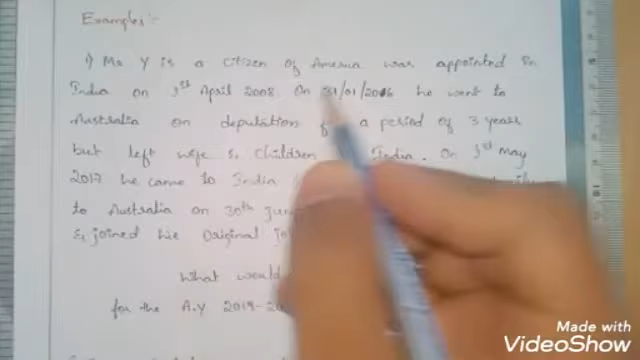 Examples :-
1) Mr Y is a citizen of America was appointed in
India on 1st April 2008 On 31/01/2016 he went to
Australia on deputation a period of 3 years
but left wife & Children India. On 1st May
2017 he came to India
to Australia on 30th
& joined his Original
What would
for the A.Y 2019-20
Made with
VideoShow